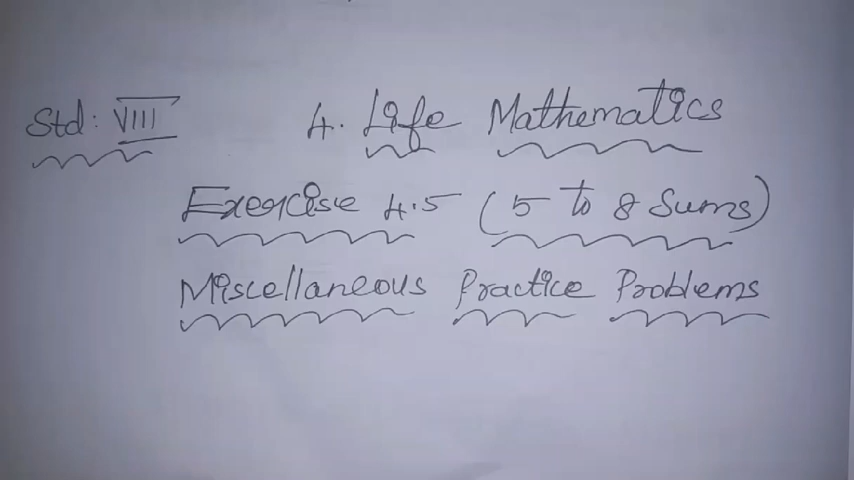 Std: VIII 4. Life Mathematics
Exercise 4.5 (5 to 8 Sums)
Miscellaneous Practice Problems